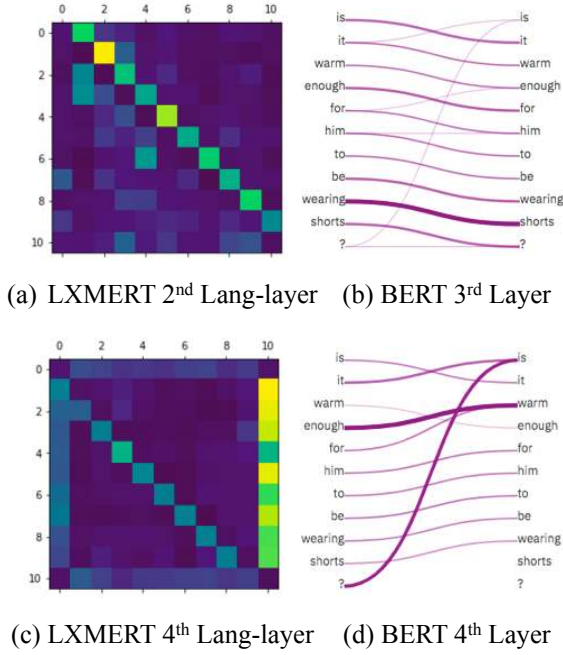 0 2 4 6 8 10
0
2
4
6
8
10
is is
it it
warm warm
enough enough
for for
him him
to to
be be
wearing wearing
shorts shorts
? ?
(a) LXMERT 2nd Lang-layer (b) BERT 3rd Layer
0 2 4 6 8 10
0
2
4
6
8
10
is is
it it
warm warm
enough enough
for for
him him
to to
be be
wearing wearing
shorts shorts
? ?
(c) LXMERT 4th Lang-layer (d) BERT 4th Layer